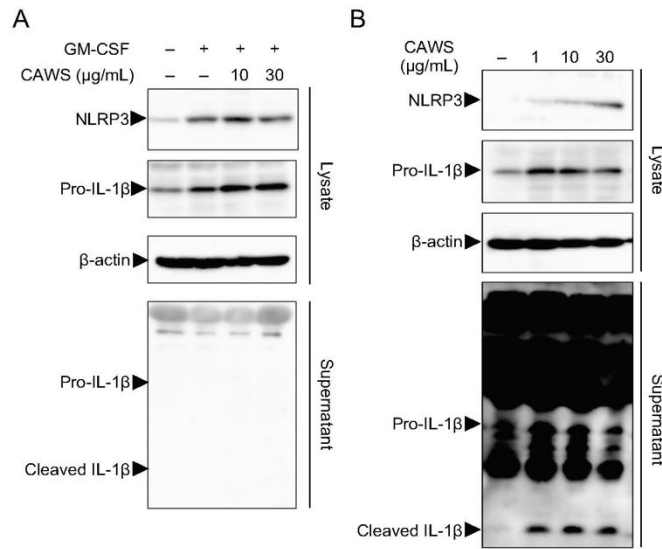 A
GM-CSF – + + +
CAWS (µg/mL) – – 10 30
NLRP3
Pro-IL-1β
β-actin
Lysate
Pro-IL-1β
Cleaved IL-1β
Supernatant
B
CAWS
(µg/mL) – 1 10 30
NLRP3
Pro-IL-1β
β-actin
Lysate
Pro-IL-1β
Cleaved IL-1β
Supernatant